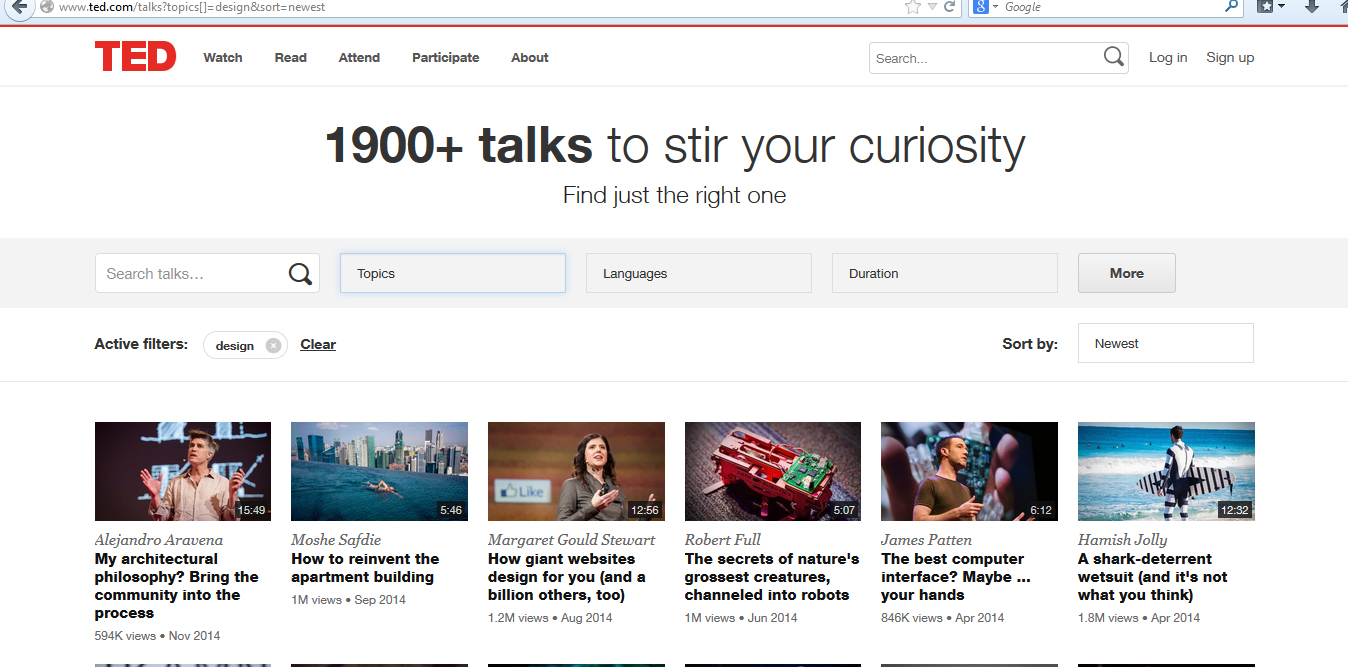 www.ted.com/talks?topics[]=design&sort=newest
8
Google
TED
Watch
Read
Attend
Participate
About
Search...
Log in
Sign up
1900+ talks to stir your curiosity
Find just the right one
Search talks...
Topics
Languages
Duration
More
Active filters:
design
Clear
Sort by:
Newest
15:49
Alejandro Aravena
My architectural
philosophy? Bring the
community into the
process
594K views • Nov 2014
5:46
Moshe Safdie
How to reinvent the
apartment building
1M views • Sep 2014
Like
12:56
Margaret Gould Stewart
How giant websites
design for you (and a
billion others, too)
1.2M views • Aug 2014
5:07
Robert Full
The secrets of nature's
grossest creatures,
channeled into robots
1M views • Jun 2014
6:12
James Patten
The best computer
interface? Maybe ...
your hands
846K views • Apr 2014
12:32
Hamish Jolly
A shark-deterrent
wetsuit (and it's not
what you think)
1.8M views • Apr 2014